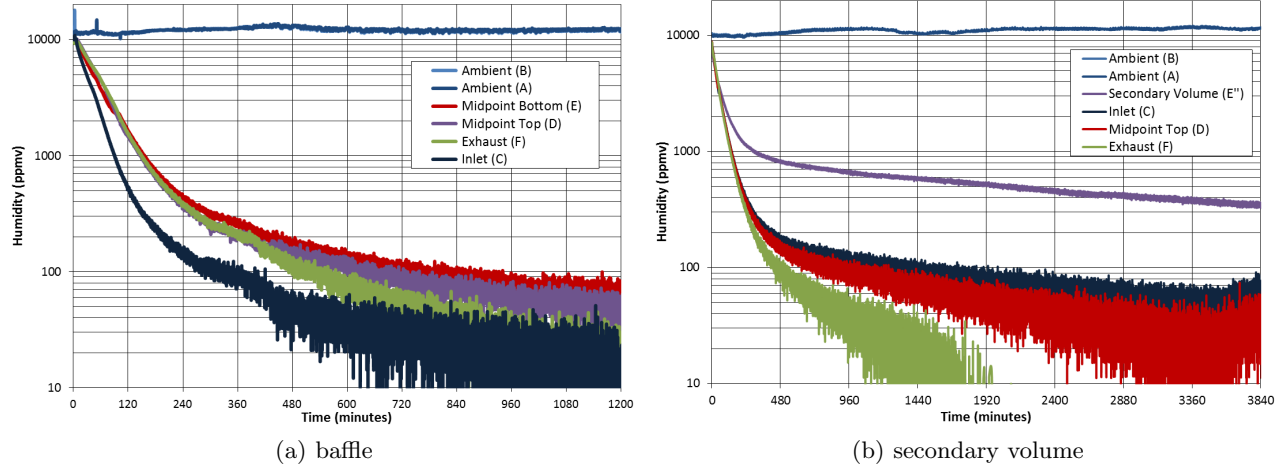 10000
1000
100
10
Humidity (ppmv)
Ambient (B)
Ambient (A)
Midpoint Bottom (E)
Midpoint Top (D)
Exhaust (F)
Inlet (C)
0 120 240 360 480 600 720 840 960 1080 1200
Time (minutes)
(a) baffle
10000
1000
100
10
Humidity (ppmv)
Ambient (B)
Ambient (A)
Secondary Volume (E")
Inlet (C)
Midpoint Top (D)
Exhaust (F)
0 480 960 1440 1920 2400 2880 3360 3840
Time (minutes)
(b) secondary volume